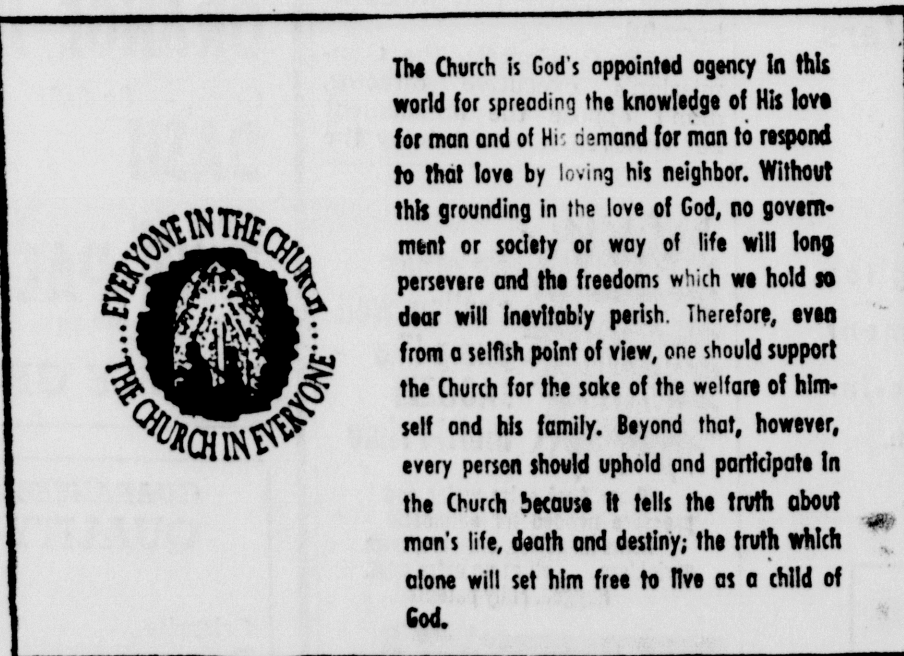 EVERYONE IN THE CHURCH...
...THE CHURCH IN EVERYONE...
The Church is God's appointed agency in this
world for spreading the knowledge of His love
for man and of His demand for man to respond
to that love by loving his neighbor. Without
this grounding in the love of God, no govern-
ment or society or way of life will long
persevere and the freedoms which we hold so
dear will inevitably perish. Therefore, even
from a selfish point of view, one should support
the Church for the sake of the welfare of him-
self and his family. Beyond that, however,
every person should uphold and participate in
the Church because it tells the truth about
man's life, death and destiny; the truth which
alone will set him free to live as a child of
God.